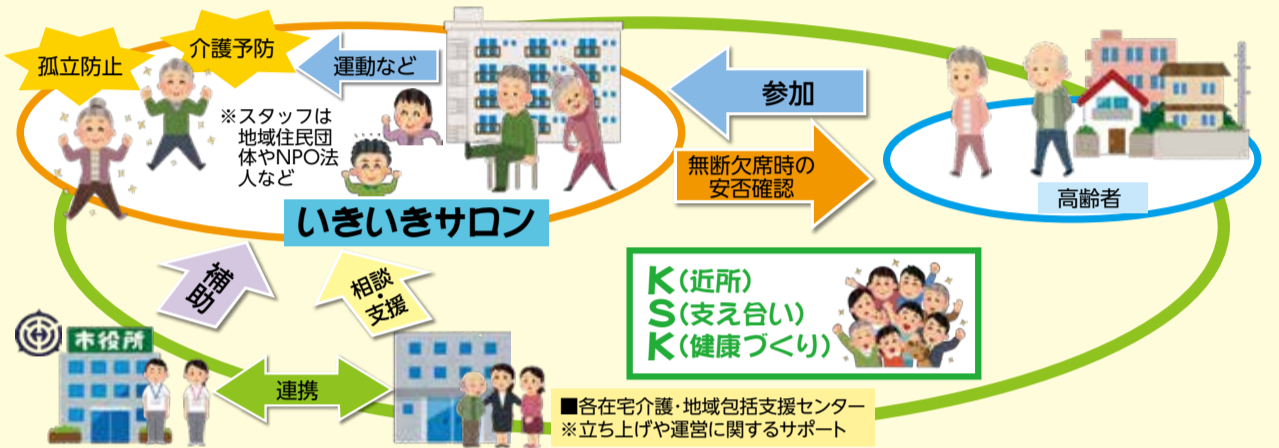 孤立防止
介護予防
運動など
※スタッフは
地域住民団
体やNPO法
人など
いきいきサロン
参加
無断欠席時の
安否確認
高齢者
補助
相談・
支援
K(近所)
S(支え合い)
K(健康づくり)
市役所
連携
■各在宅介護・地域包括支援センター
※立ち上げや運営に関するサポート